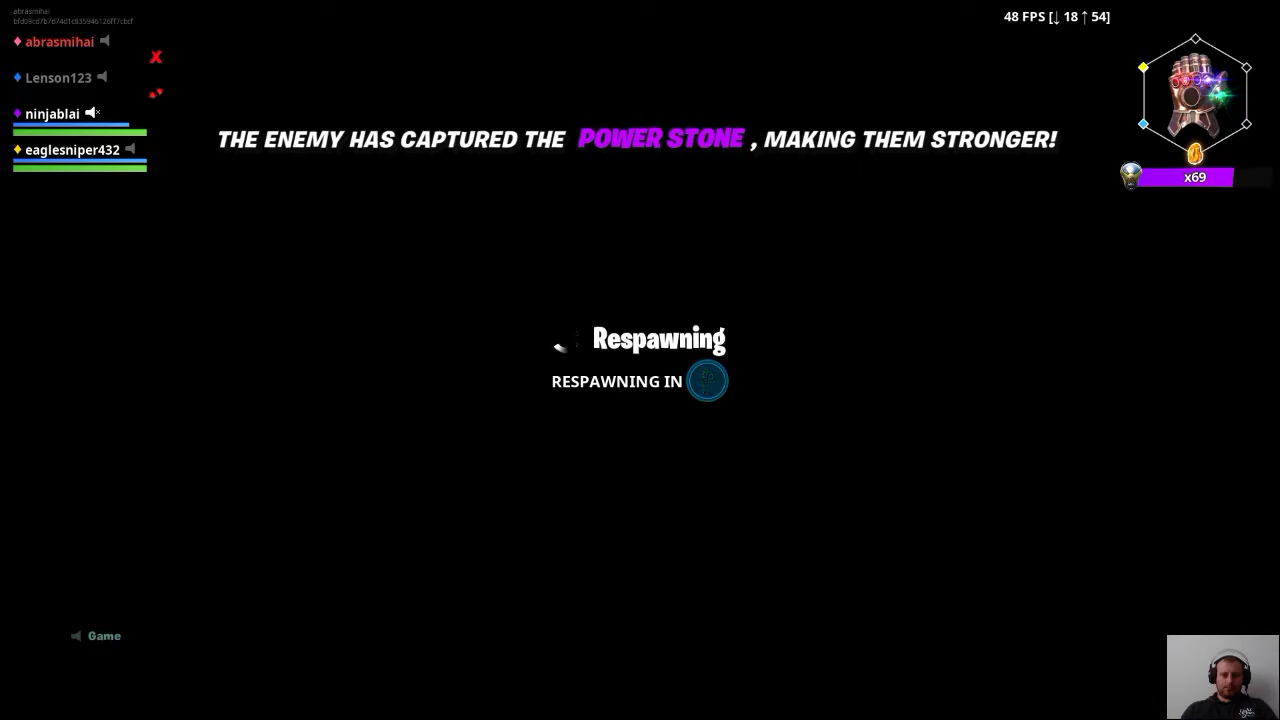 abrasmihai
48 FPS [↓ 18 ↑ 54]
abrasmihai
X
Lenson123
ninjablai
THE ENEMY HAS CAPTURED THE POWER STONE , MAKING THEM STRONGER!
eaglesniper432
x69
Respawning
RESPAWNING IN
Game